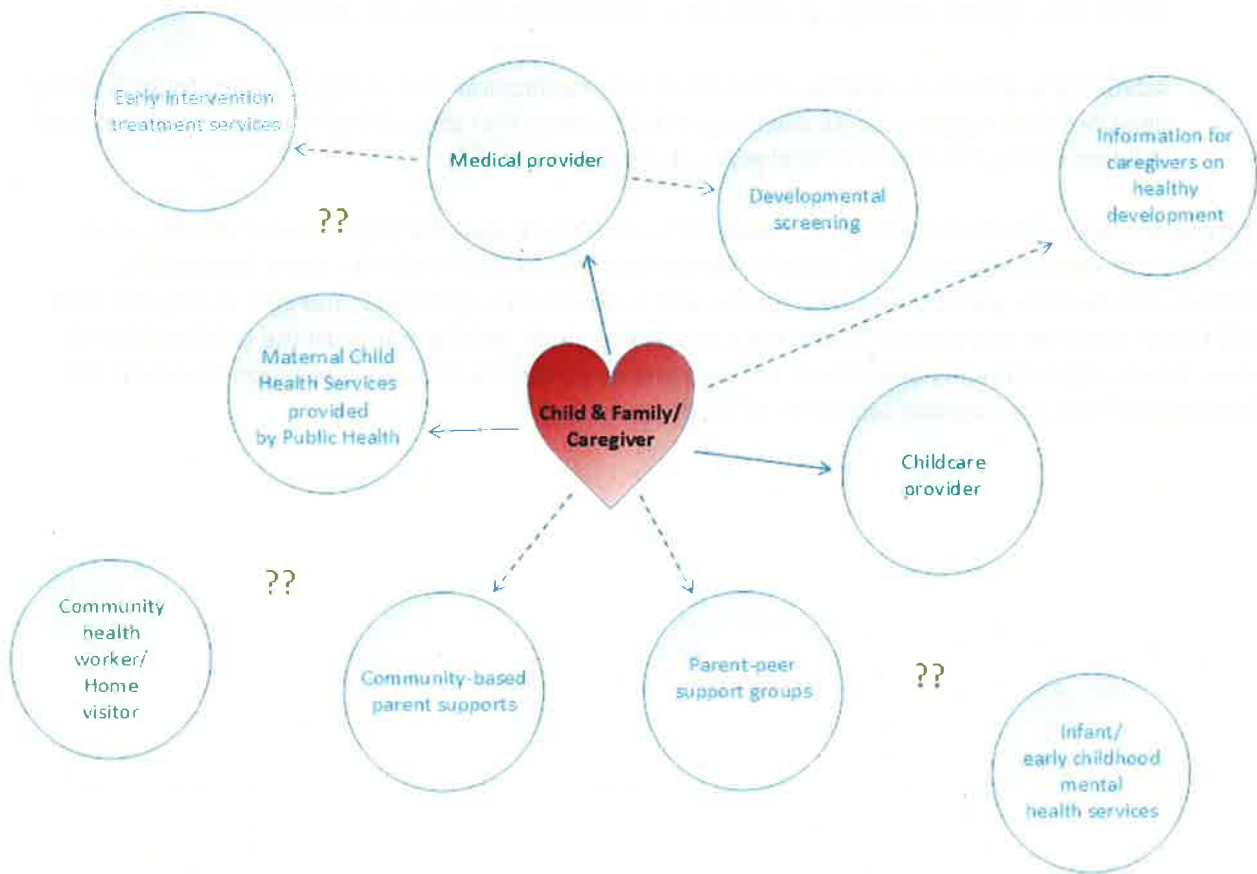 Early Intervention
treatment services
Medical provider
Developmental
screening
Information for
caregivers on
healthy
development
??
Maternal Child
Health Services
provided
by Public Health
Child & Family/
Caregiver
Childcare
provider
??
Community
health
worker/
Home
visitor
Community-based
parent supports
Parent-peer
support groups
??
Infant/
early childhood
mental
health services